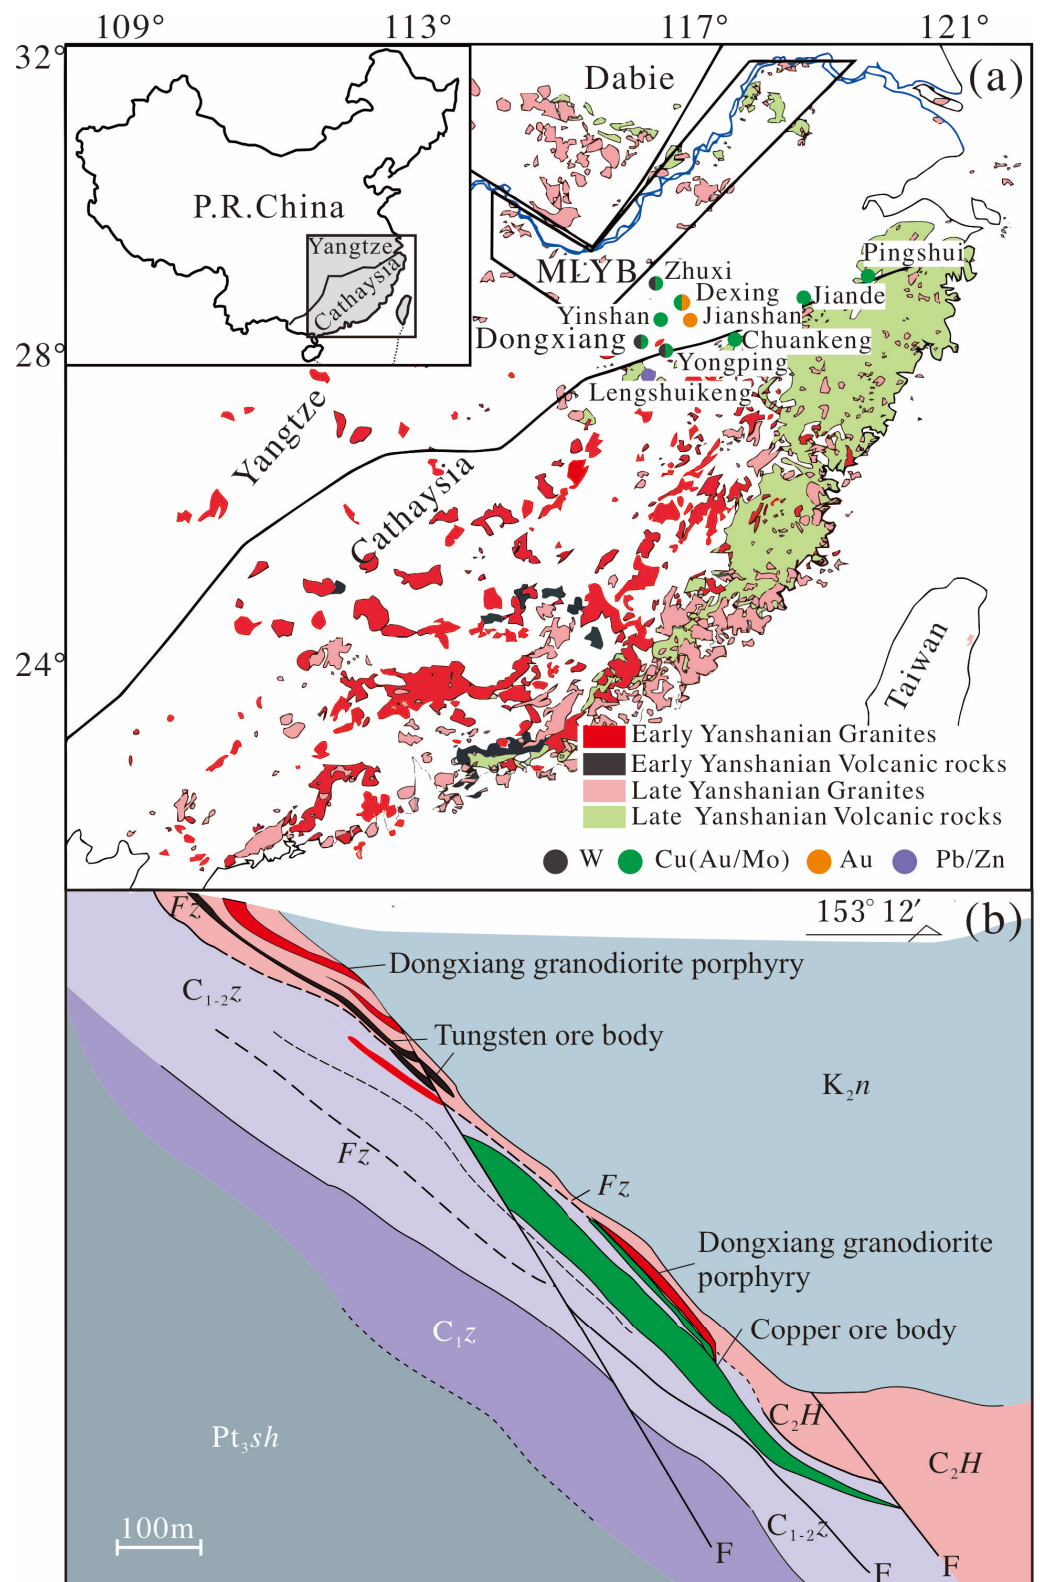 109° 113° 117° 121°
32°
28°
24°
(a)
Dabie
P.R.China
Yangtze
Cathaysia
MLYB
Zhuxi
Dexing
Yinshan
Jianshan
Dongxiang
Chuankeng
Yongping
Lengshuikeng
Pingshui
Jiande
Yangtze
Cathaysia
Taiwan
Early Yanshanian Granites
Early Yanshanian Volcanic rocks
Late Yanshanian Granites
Late Yanshanian Volcanic rocks
W Cu(Au/Mo) Au Pb/Zn
153° 12′
(b)
Fz
Dongxiang granodiorite porphyry
C₁₋₂z
Tungsten ore body
K₂n
Fz
Fz
Dongxiang granodiorite
porphyry
Copper ore body
C₁z
C₂H
C₂H
Pt₃sh
C₁₋₂z
100m
F
F
F